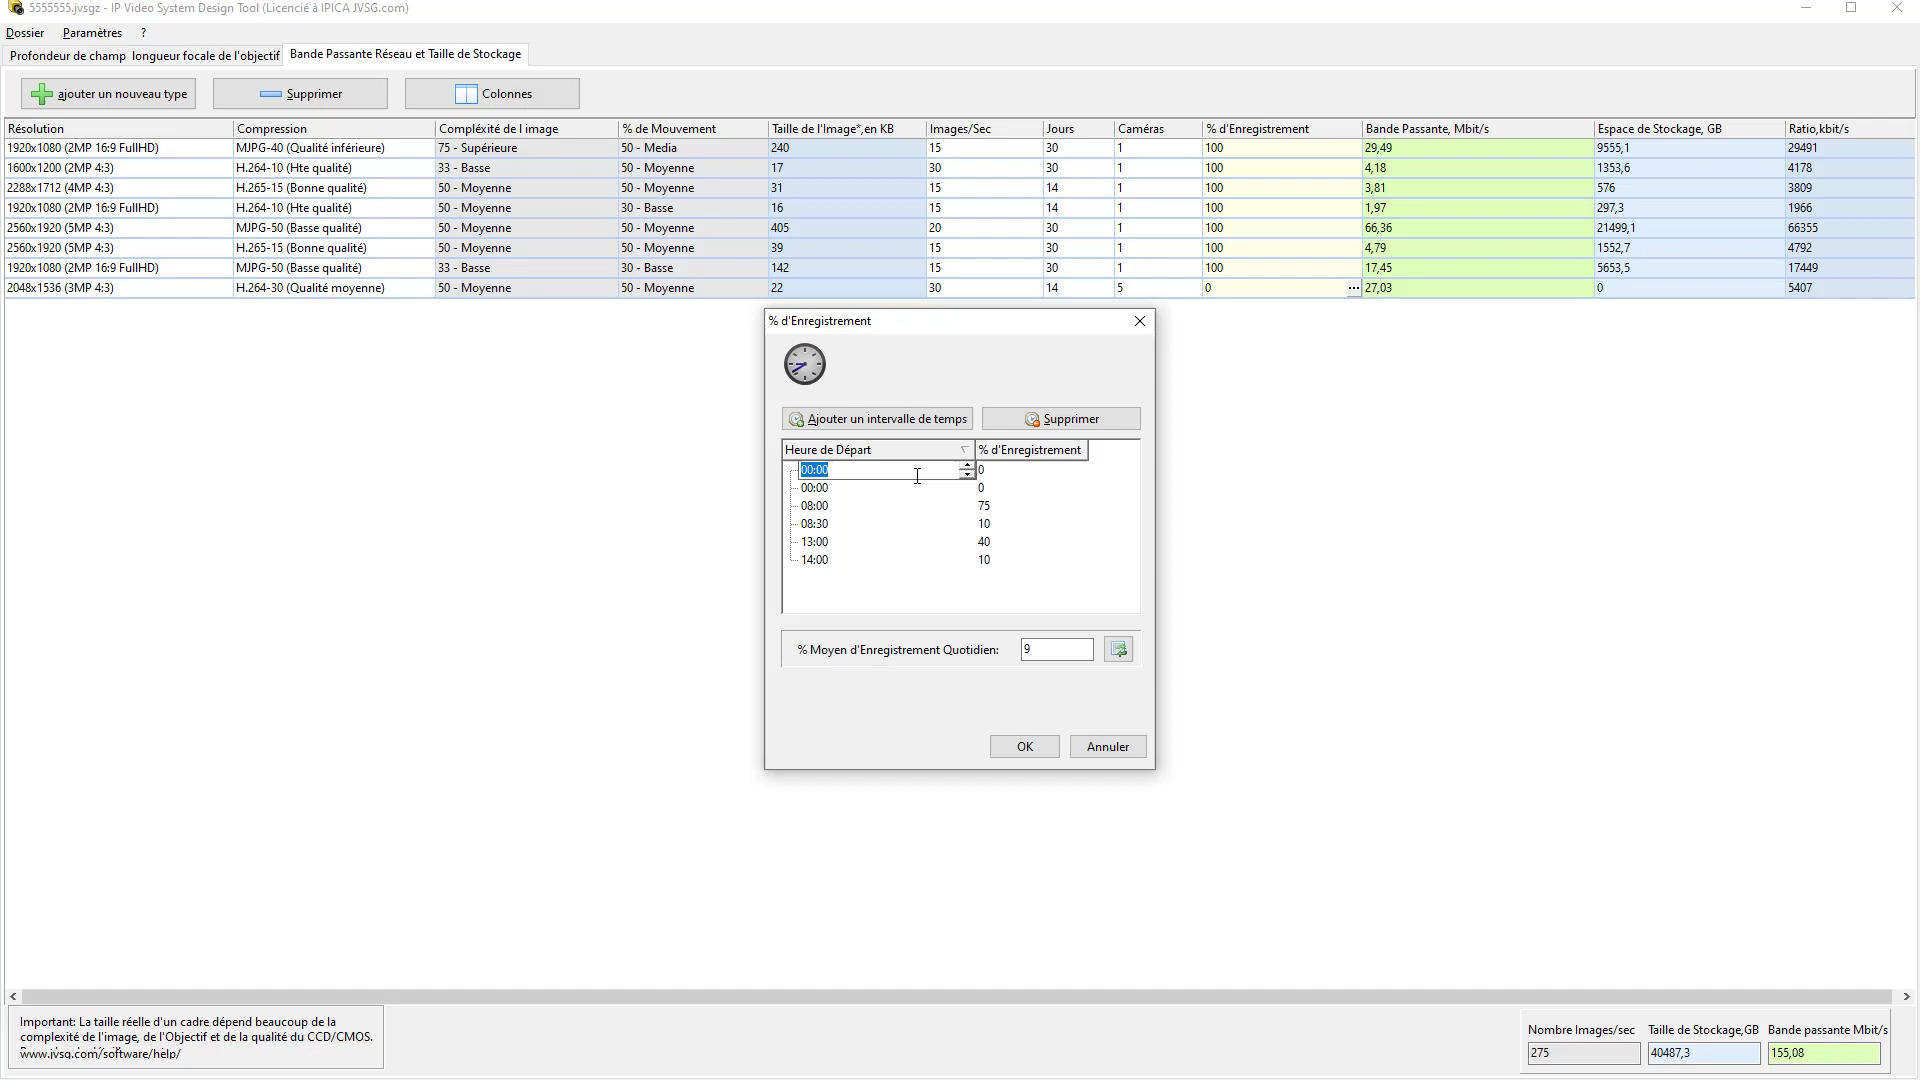 5555555.jvsgz - IP Video System Design Tool (Licencié à IPICA JVSG.com)
Dossier Paramètres ?
Profondeur de champ longueur focale de l'objectif Bande Passante Réseau et Taille de Stockage
ajouter un nouveau type Supprimer Colonnes
Résolution Compression Compléxité de l image % de Mouvement Taille de l'Image*,en KB Images/Sec Jours Caméras % d'Enregistrement Bande Passante, Mbit/s Espace de Stockage, GB Ratio,kbit/s
1920x1080 (2MP 16:9 FullHD) MJPG-40 (Qualité inférieure) 75 - Supérieure 50 - Media 240 15 30 1 100 29,49 9555,1 29491
1600x1200 (2MP 4:3) H.264-10 (Hte qualité) 33 - Basse 50 - Moyenne 17 30 30 1 100 4,18 1353,6 4178
2288x1712 (4MP 4:3) H.265-15 (Bonne qualité) 50 - Moyenne 50 - Moyenne 31 15 14 1 100 3,81 576 3809
1920x1080 (2MP 16:9 FullHD) H.264-10 (Hte qualité) 50 - Moyenne 30 - Basse 16 15 14 1 100 1,97 297,3 1966
2560x1920 (5MP 4:3) MJPG-50 (Basse qualité) 50 - Moyenne 50 - Moyenne 405 20 30 1 100 66,36 21499,1 66355
2560x1920 (5MP 4:3) H.265-15 (Bonne qualité) 50 - Moyenne 50 - Moyenne 39 15 30 1 100 4,79 1552,7 4792
1920x1080 (2MP 16:9 FullHD) MJPG-50 (Basse qualité) 33 - Basse 30 - Basse 142 15 30 1 100 17,45 5653,5 17449
2048x1536 (3MP 4:3) H.264-30 (Qualité moyenne) 50 - Moyenne 50 - Moyenne 22 30 14 5 0 ... 27,03 0 5407
% d'Enregistrement
Ajouter un intervalle de temps Supprimer
Heure de Départ % d'Enregistrement
00:00 0
00:00 0
08:00 75
08:30 10
13:00 40
14:00 10
% Moyen d'Enregistrement Quotidien: 9
OK Annuler
Important: La taille réelle d'un cadre dépend beaucoup de la
complexité de l'image, de l'Objectif et de la qualité du CCD/CMOS.
www.jvsg.com/software/help/
Nombre Images/sec Taille de Stockage,GB Bande passante Mbit/s
275 40487,3 155,08